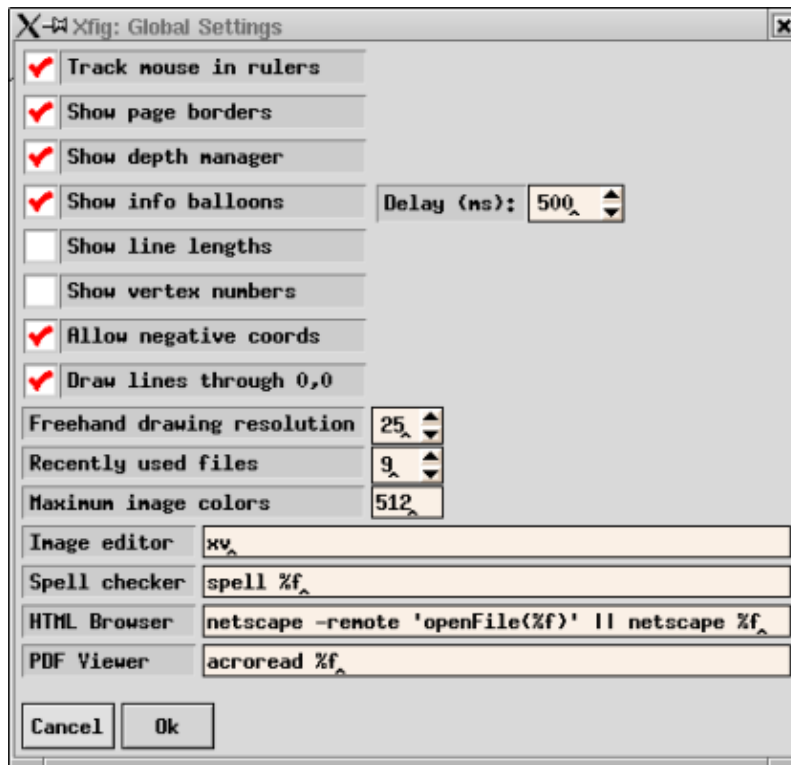 Xfig: Global Settings
Track mouse in rulers
Show page borders
Show depth manager
Show info balloons Delay (ms): 500
Show line lengths
Show vertex numbers
Allow negative coords
Draw lines through 0,0
Freehand drawing resolution 25
Recently used files 9
Maximum image colors 512
Image editor xv
Spell checker spell %f
HTML Browser netscape -remote 'openFile(%f)' || netscape %f
PDF Viewer acroread %f
Cancel Ok